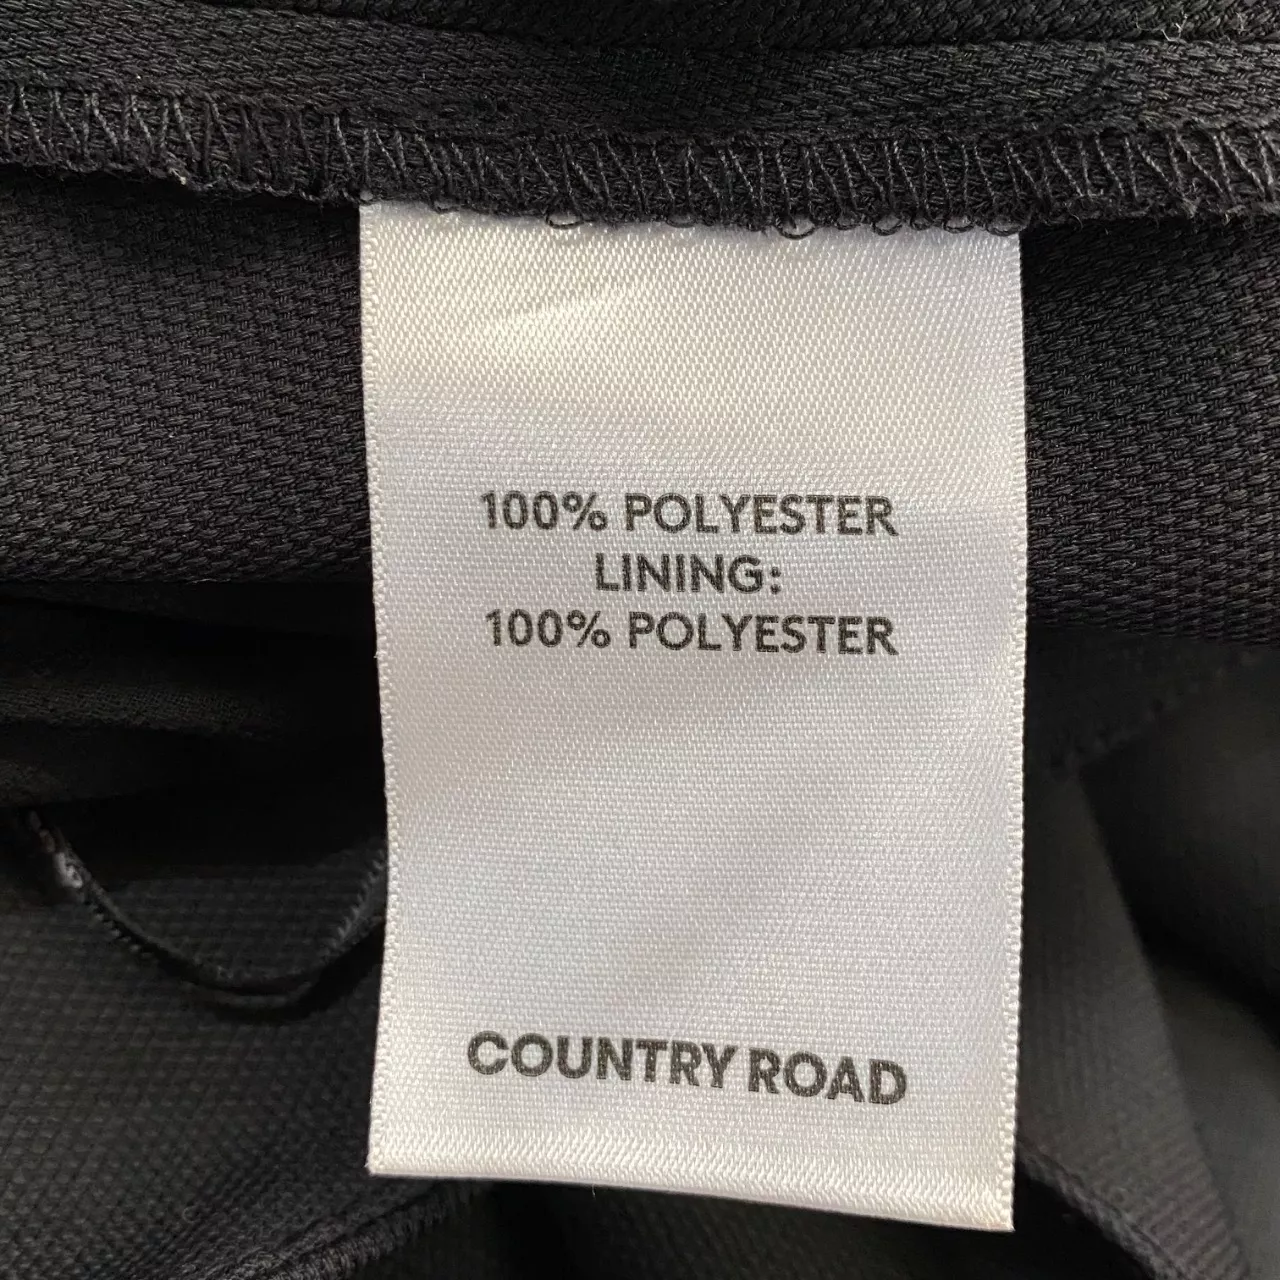 100% POLYESTER
LINING:
100% POLYESTER
COUNTRY ROAD